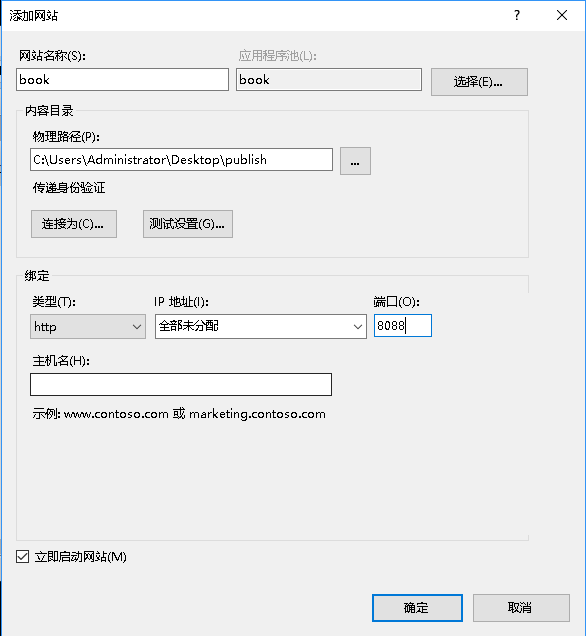 添加网站 ?
网站名称(S): 应用程序池(L):
book book 选择(E)...
内容目录
物理路径(P):
C:\Users\Administrator\Desktop\publish ...
传递身份验证
连接为(C)... 测试设置(G)...
绑定
类型(T): IP 地址(I): 端口(O):
http 全部未分配 8088
主机名(H):
示例: www.contoso.com 或 marketing.contoso.com
立即启动网站(M)
确定 取消